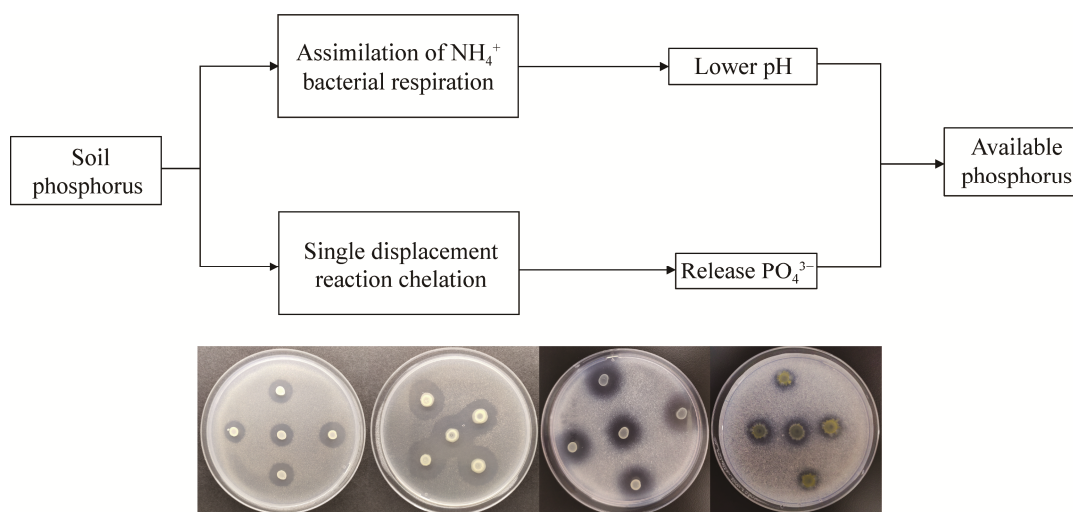 Soil
phosphorus
Assimilation of NH₄⁺
bacterial respiration
Lower pH
Single displacement
reaction chelation
Release PO₄³⁻
Available
phosphorus